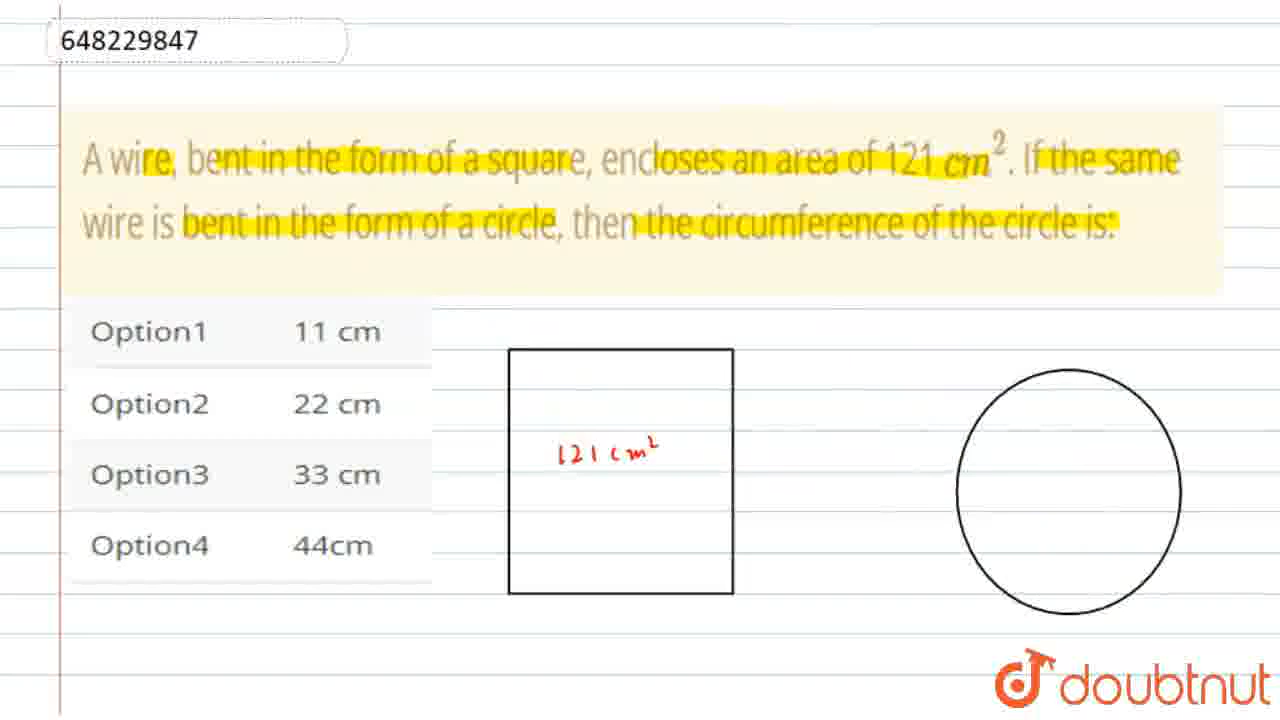 648229847
A wire, bent in the form of a square, encloses an area of 121 cm². If the same
wire is bent in the form of a circle, then the circumference of the circle is:
Option1 11 cm
Option2 22 cm
Option3 33 cm
Option4 44cm
121 cm²
doubtnut